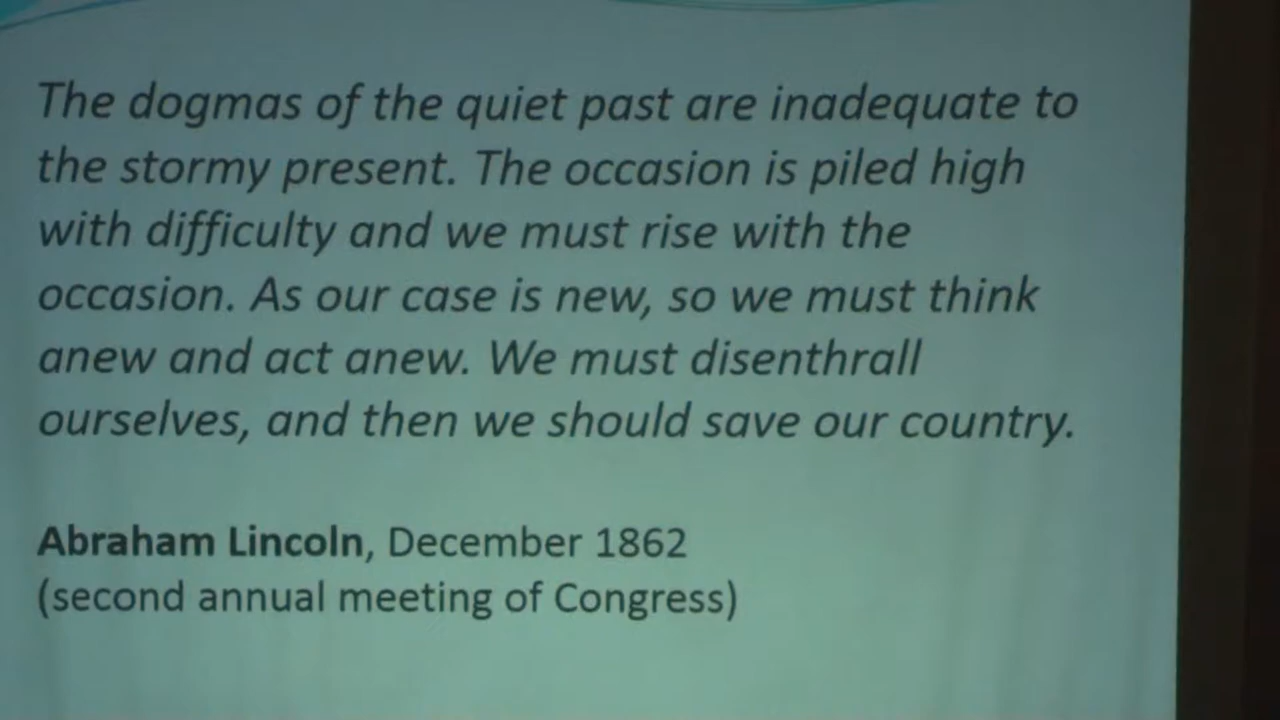 The dogmas of the quiet past are inadequate to
the stormy present. The occasion is piled high
with difficulty and we must rise with the
occasion. As our case is new, so we must think
anew and act anew. We must disenthrall
ourselves, and then we should save our country.
Abraham Lincoln, December 1862
(second annual meeting of Congress)